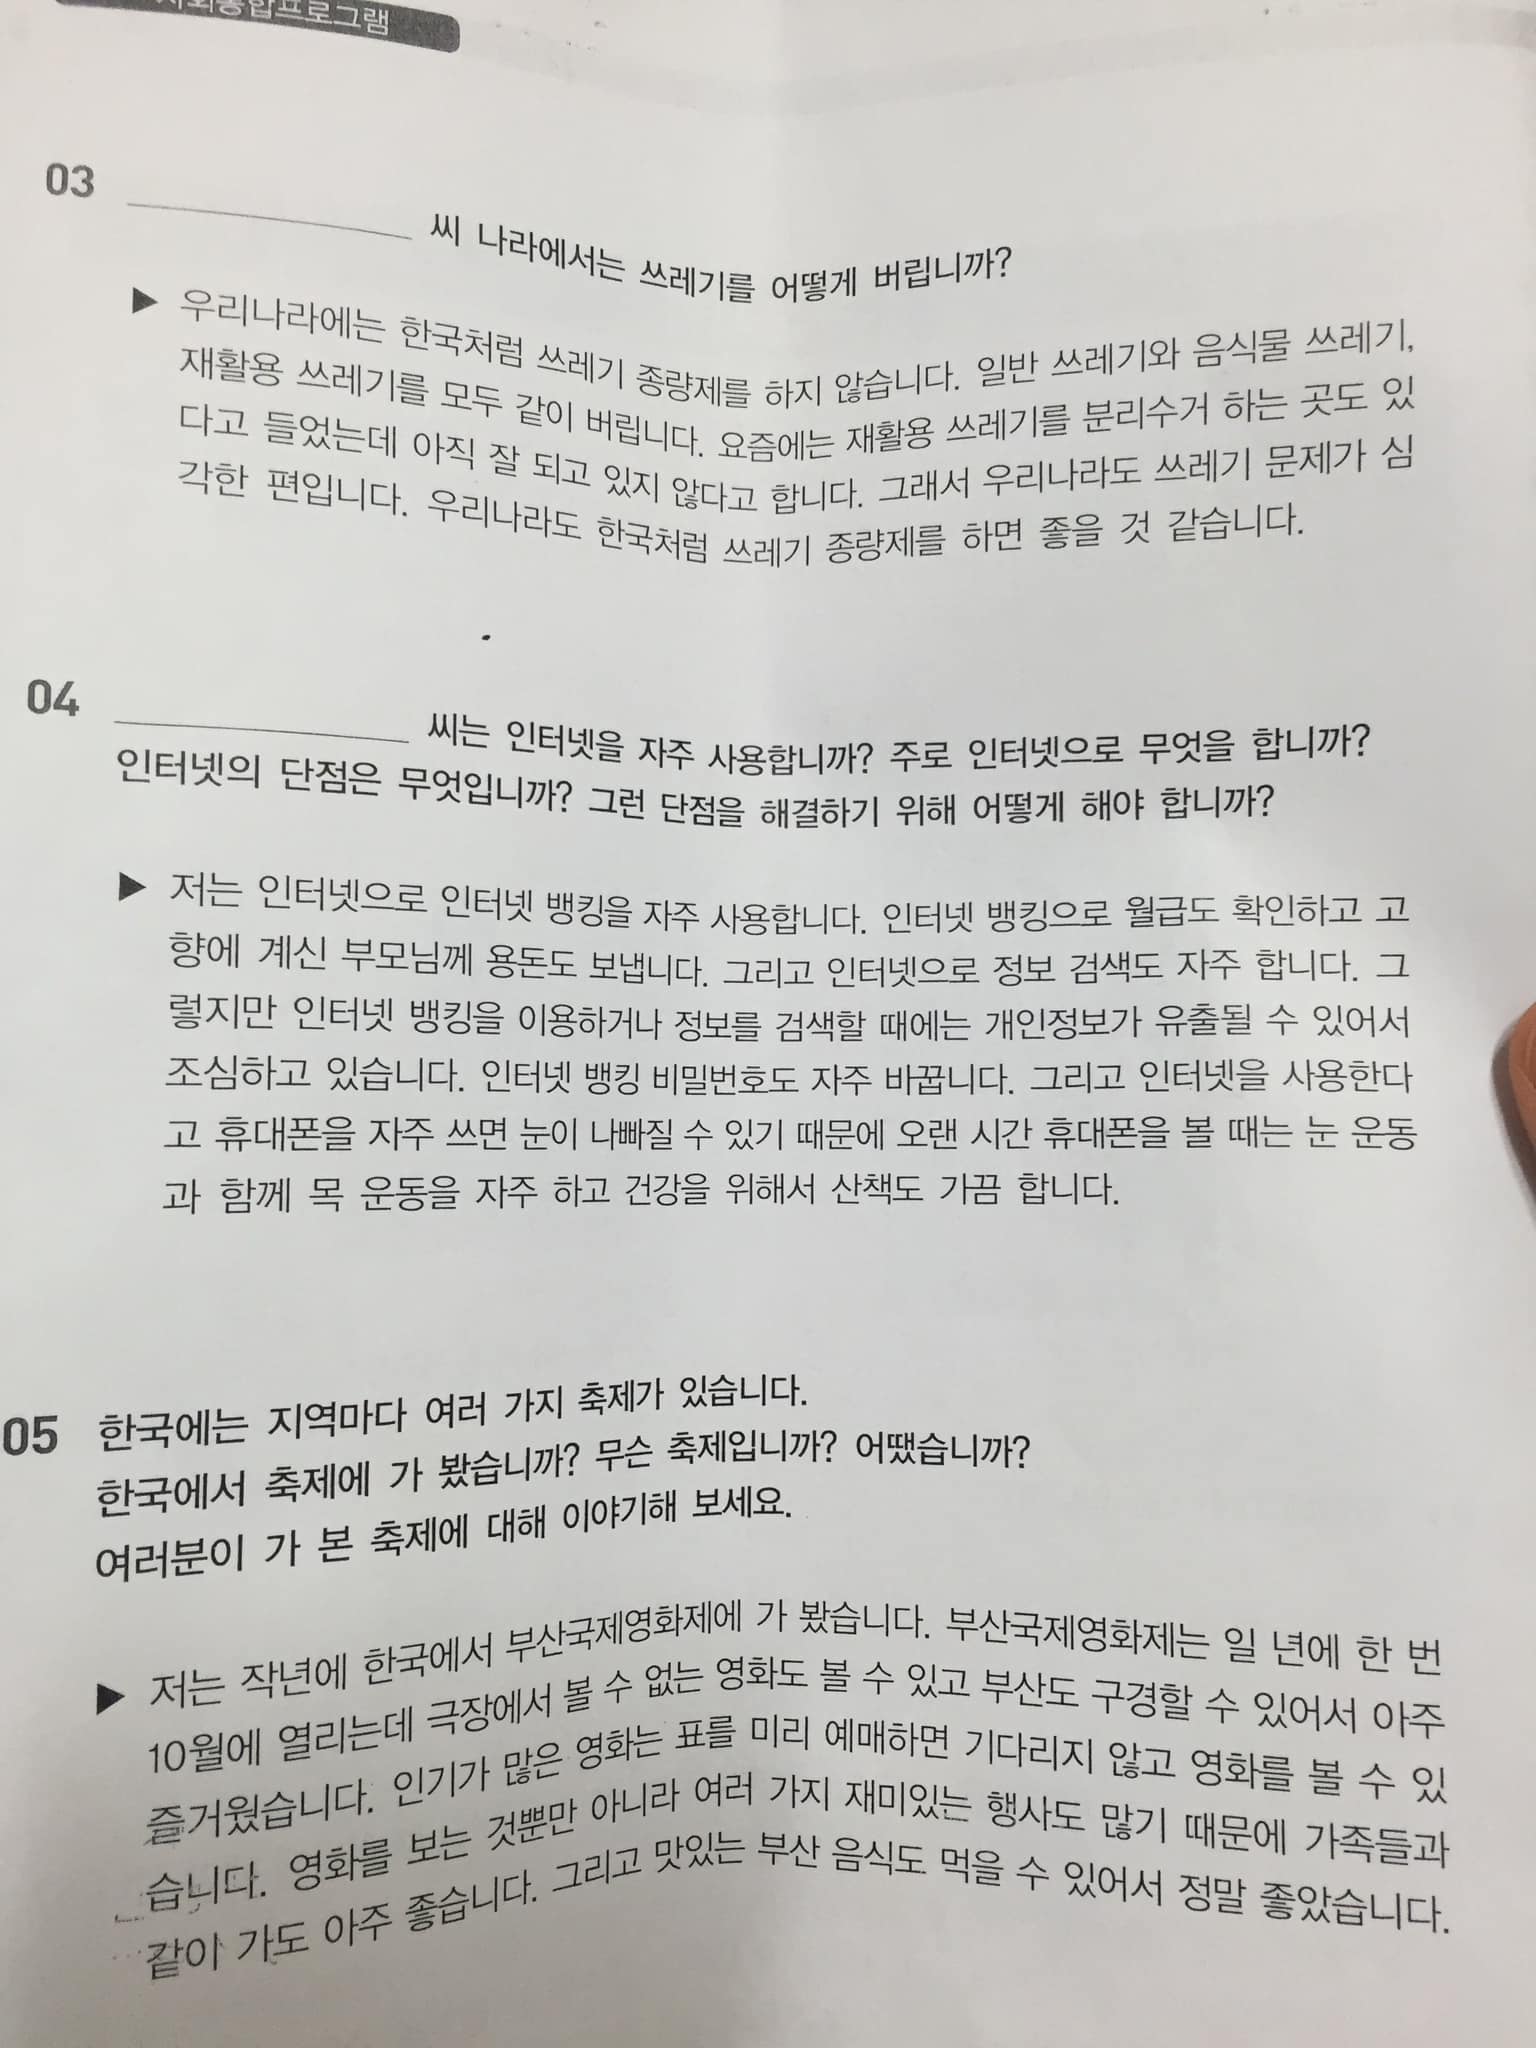 사회통합프로그램
03 씨 나라에서는 쓰레기를 어떻게 버립니까?
▶ 우리나라에는 한국처럼 쓰레기 종량제를 하지 않습니다. 일반 쓰레기와 음식물 쓰레기,
재활용 쓰레기를 모두 같이 버립니다. 요즘에는 재활용 쓰레기를 분리수거 하는 곳도 있
다고 들었는데 아직 잘 되고 있지 않다고 합니다. 그래서 우리나라도 쓰레기 문제가 심
각한 편입니다. 우리나라도 한국처럼 쓰레기 종량제를 하면 좋을 것 같습니다.
04 씨는 인터넷을 자주 사용합니까? 주로 인터넷으로 무엇을 합니까?
인터넷의 단점은 무엇입니까? 그런 단점을 해결하기 위해 어떻게 해야 합니까?
▶ 저는 인터넷으로 인터넷 뱅킹을 자주 사용합니다. 인터넷 뱅킹으로 월급도 확인하고 고
향에 계신 부모님께 용돈도 보냅니다. 그리고 인터넷으로 정보 검색도 자주 합니다. 그
렇지만 인터넷 뱅킹을 이용하거나 정보를 검색할 때에는 개인정보가 유출될 수 있어서
조심하고 있습니다. 인터넷 뱅킹 비밀번호도 자주 바꿉니다. 그리고 인터넷을 사용한다
고 휴대폰을 자주 쓰면 눈이 나빠질 수 있기 때문에 오랜 시간 휴대폰을 볼 때는 눈 운동
과 함께 목 운동을 자주 하고 건강을 위해서 산책도 가끔 합니다.
05 한국에는 지역마다 여러 가지 축제가 있습니다.
한국에서 축제에 가 봤습니까? 무슨 축제입니까? 어땠습니까?
여러분이 가 본 축제에 대해 이야기해 보세요.
▶ 저는 작년에 한국에서 부산국제영화제에 가 봤습니다. 부산국제영화제는 일 년에 한 번
10월에 열리는데 극장에서 볼 수 없는 영화도 볼 수 있고 부산도 구경할 수 있어서 아주
즐거웠습니다. 인기가 많은 영화는 표를 미리 예매하면 기다리지 않고 영화를 볼 수 있
습니다. 영화를 보는 것뿐만 아니라 여러 가지 재미있는 행사도 많기 때문에 가족들과
같이 가도 아주 좋습니다. 그리고 맛있는 부산 음식도 먹을 수 있어서 정말 좋았습니다.